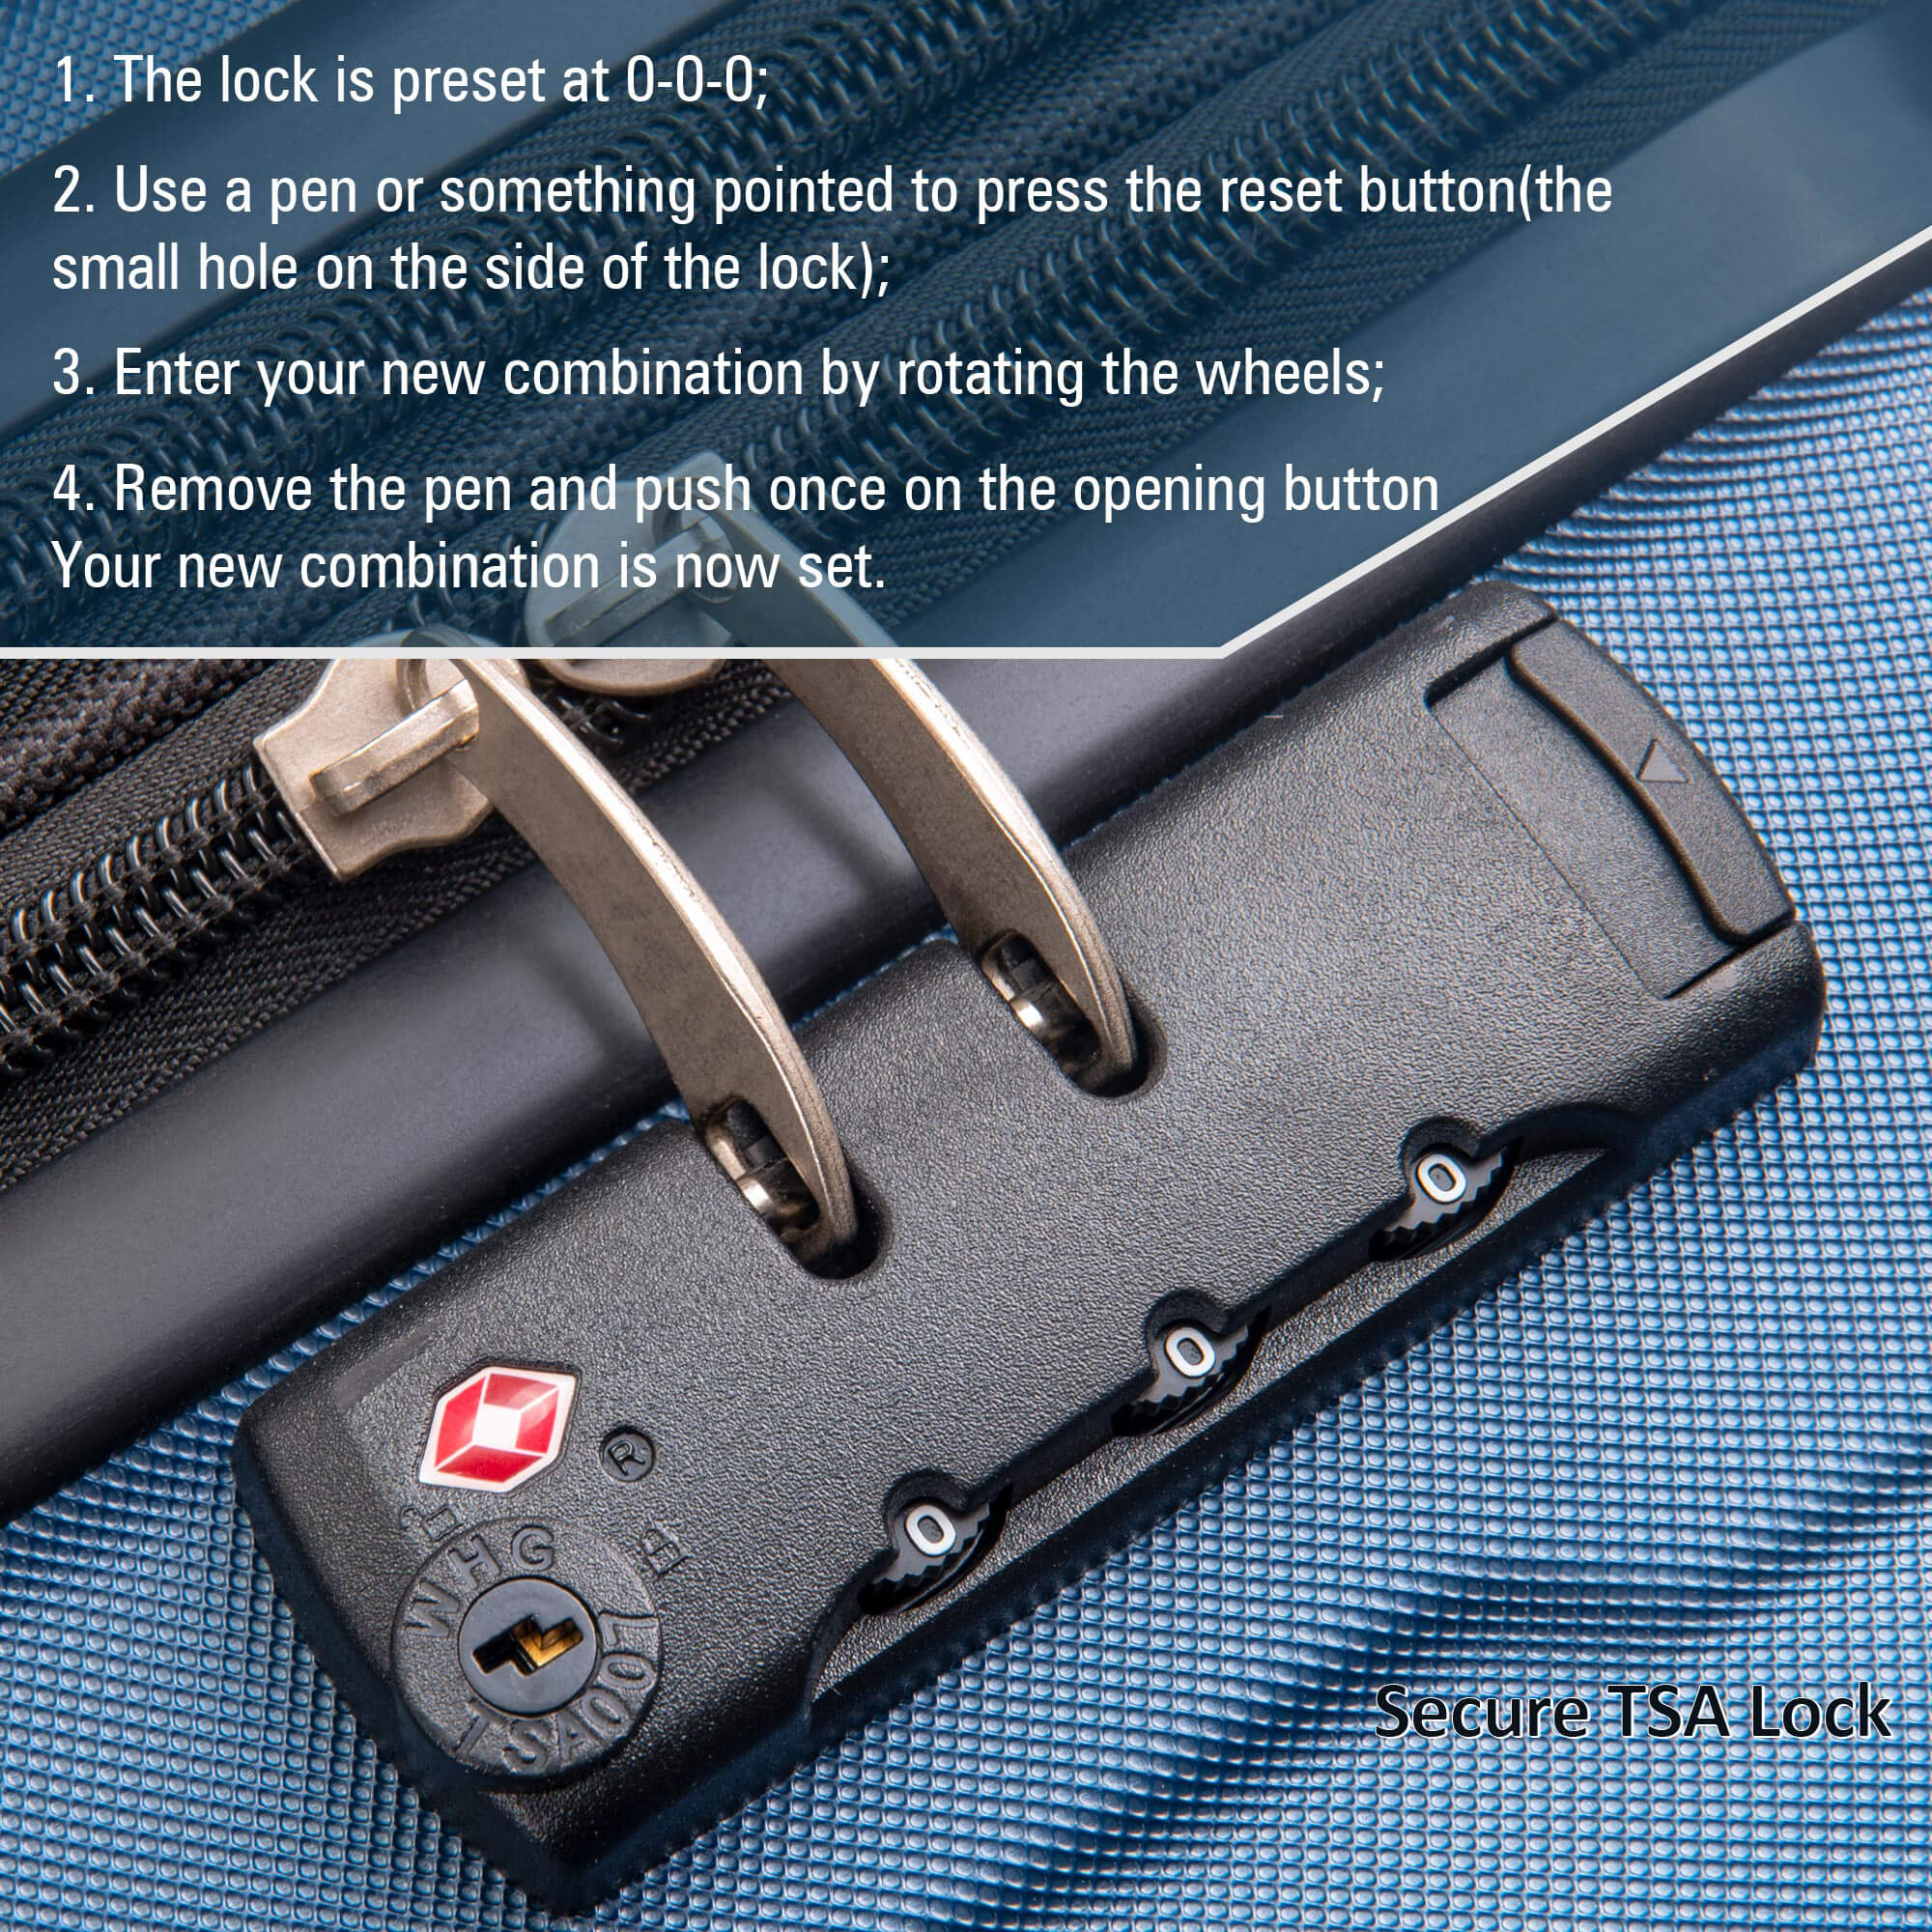 1. The lock is preset at 0-0-0;
2. Use a pen or something pointed to press the reset button(the
small hole on the side of the lock);
3. Enter your new combination by rotating the wheels;
4. Remove the pen and push once on the opening button
Your new combination is now set.
0
0
0
®
WHG
TSA007
Secure TSA Lock